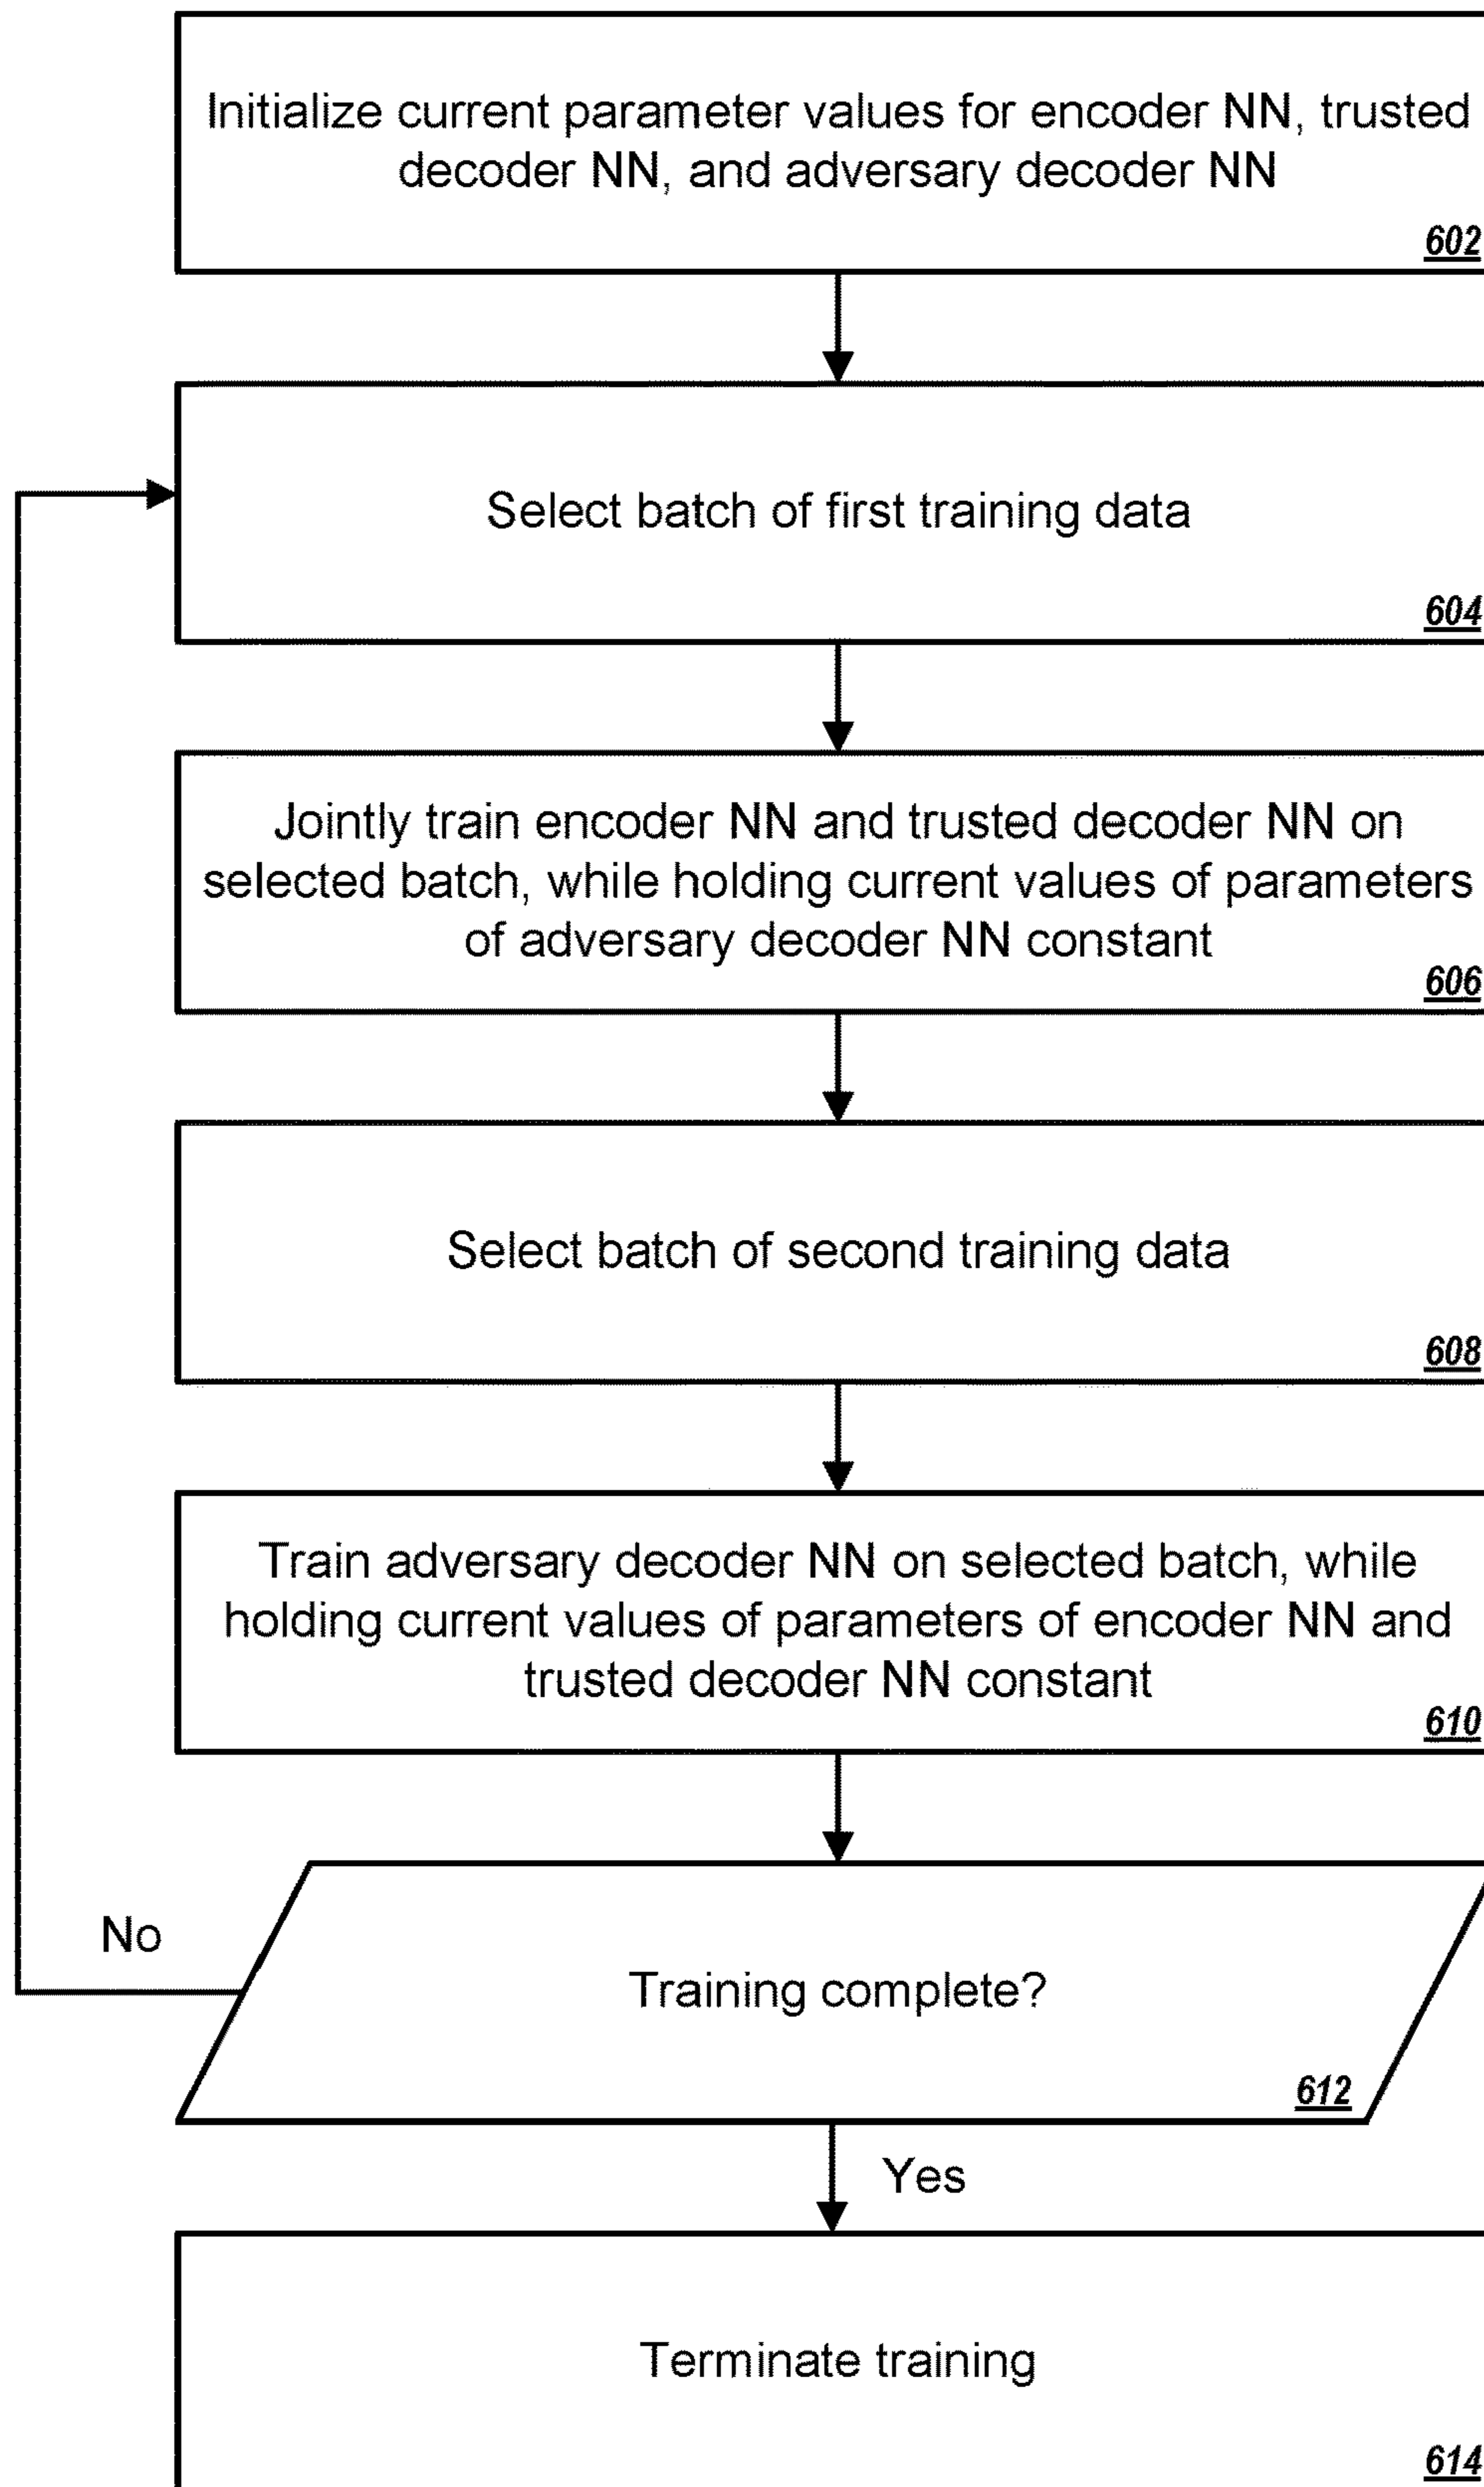 Initialize current parameter values for encoder NN, trusted
decoder NN, and adversary decoder NN
602
Select batch of first training data
604
Jointly train encoder NN and trusted decoder NN on
selected batch, while holding current values of parameters
of adversary decoder NN constant
606
Select batch of second training data
608
Train adversary decoder NN on selected batch, while
holding current values of parameters of encoder NN and
trusted decoder NN constant
610
No
Training complete?
612
Yes
Terminate training
614